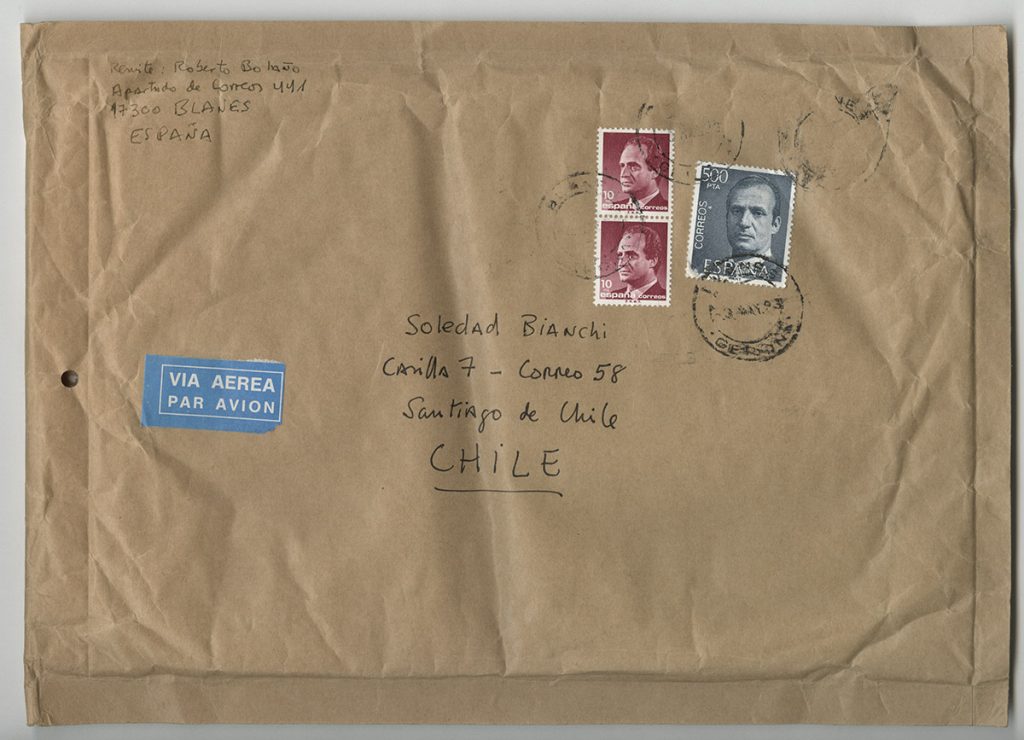 Remite: Roberto Bolaño
Apartado de Correos 441
17300 BLANES
ESPAÑA
10
españa correos
10
españa correos
500
PTA
CORREOS
ESPAÑA
GERONA
Soledad Bianchi
Casilla 7 - Correo 58
Santiago de Chile
CHILE
VIA AEREA
PAR AVION